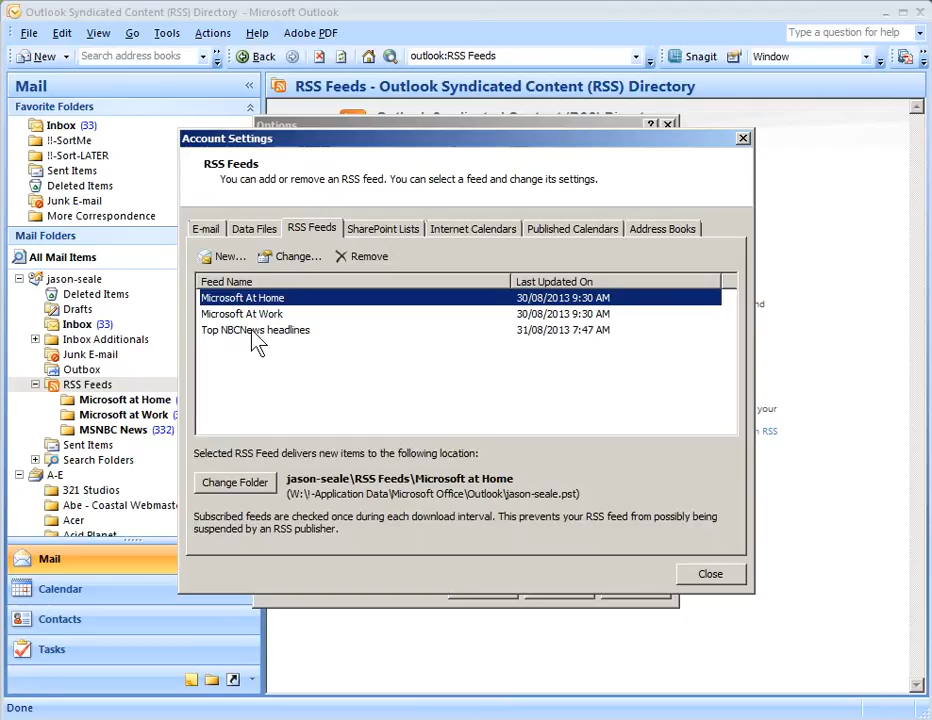 Outlook Syndicated Content (RSS) Directory - Microsoft Outlook
File Edit View Go Tools Actions Help Adobe PDF
Type a question for help
New Search address books Back outlook:RSS Feeds Snagit Window
Mail
RSS Feeds - Outlook Syndicated Content (RSS) Directory
Favorite Folders
Inbox (33)
!!-SortMe
!!-Sort-LATER
Sent Items
Deleted Items
Junk E-mail
More Correspondence
Mail Folders
All Mail Items
jason-seale
Deleted Items
Drafts
Inbox (33)
Inbox Additionals
Junk E-mail
Outbox
RSS Feeds
Microsoft at Home (
Microsoft at Work (
MSNBC News (332)
Sent Items
Search Folders
A-E
321 Studios
Abe - Coastal Webmast
Acer
Acid Planet
Mail
Calendar
Contacts
Tasks
Done
Options
Account Settings
RSS Feeds
You can add or remove an RSS feed. You can select a feed and change its settings.
E-mail Data Files RSS Feeds SharePoint Lists Internet Calendars Published Calendars Address Books
New... Change... Remove
Feed Name Last Updated On
Microsoft At Home 30/08/2013 9:30 AM
Microsoft At Work 30/08/2013 9:30 AM
Top NBCNews headlines 31/08/2013 7:47 AM
Selected RSS Feed delivers new items to the following location:
Change Folder jason-seale\RSS Feeds\Microsoft at Home
(W:\!-Application Data\Microsoft Office\Outlook\jason-seale.pst)
Subscribed feeds are checked once during each download interval. This prevents your RSS feed from possibly being
suspended by an RSS publisher.
Close
your
RSS